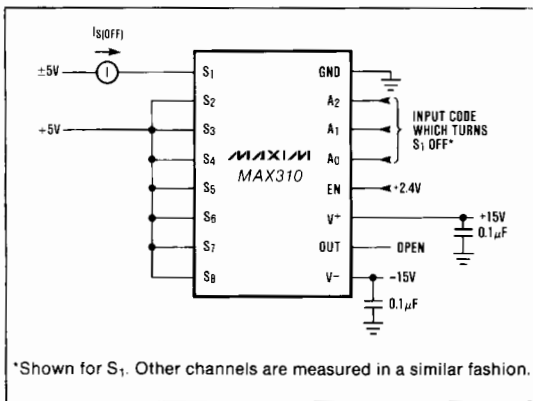 IS(OFF)
±5V
I
+5V
S1
S2
S3
S4
S5
S6
S7
S8
MAXIM
MAX310
GND
A2
A1
A0
EN
V+
OUT
V−
INPUT CODE
WHICH TURNS
S1 OFF*
+2.4V
+15V
0.1μF
OPEN
−15V
0.1μF
*Shown for S1. Other channels are measured in a similar fashion.